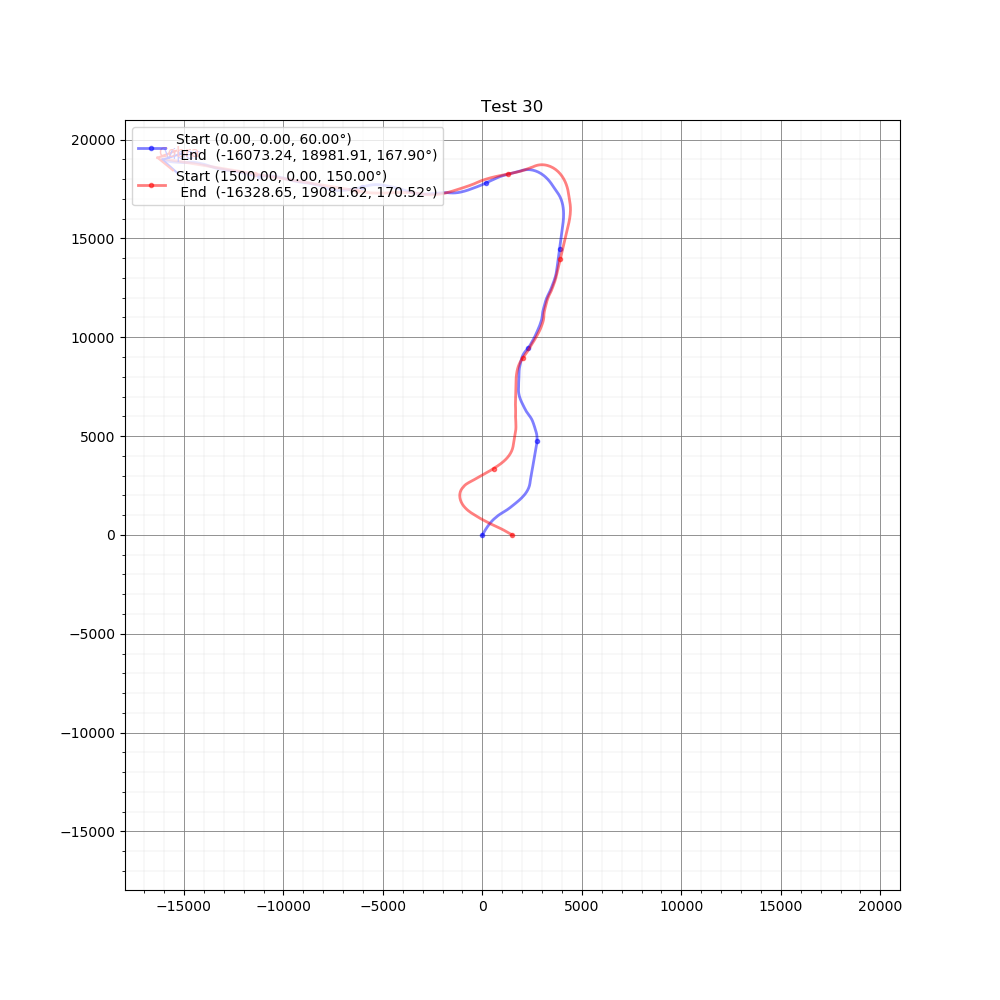 Test 30
Start (0.00, 0.00, 60.00°)
End (-16073.24, 18981.91, 167.90°)
Start (1500.00, 0.00, 150.00°)
End (-16328.65, 19081.62, 170.52°)
20000
15000
10000
5000
0
−5000
−10000
−15000
−15000 −10000 −5000 0 5000 10000 15000 20000